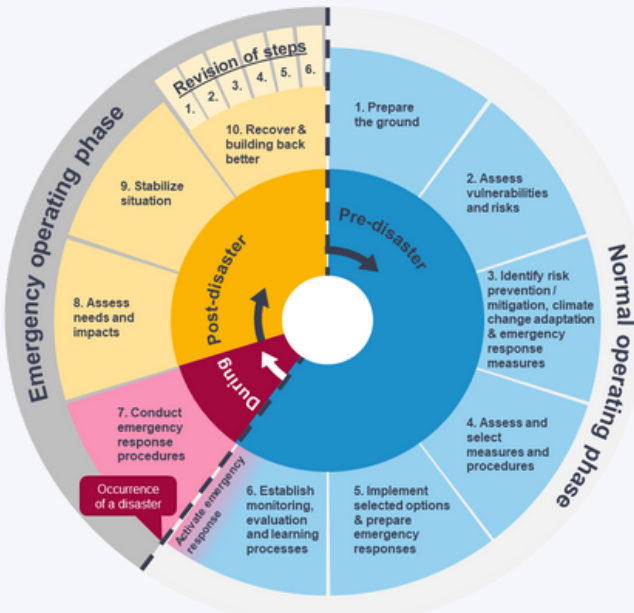 Emergency operating phase
Normal operating phase
Revision of steps
1. 2. 3. 4. 5. 6.
Pre-disaster
During
Post-disaster
1. Prepare
the ground
2. Assess
vulnerabilities
and risks
3. Identify risk
prevention /
mitigation, climate
change adaptation
& emergency
response
measures
4. Assess and
select
measures and
procedures
5. Implement
selected options
& prepare
emergency
responses
6. Establish
monitoring,
evaluation
and learning
processes
Activate emergency
response
Occurrence
of a disaster
7. Conduct
emergency
response
procedures
8. Assess
needs and
impacts
9. Stabilize
situation
10. Recover &
building back
better